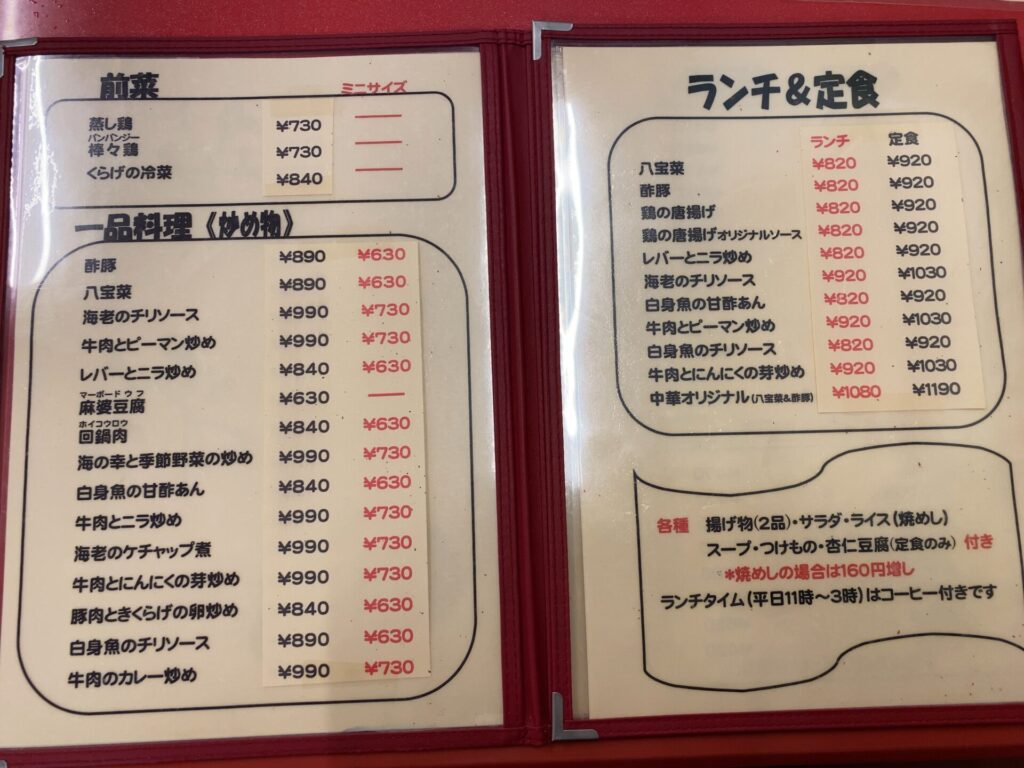 前菜 ミニサイズ
蒸し鶏 ¥730 —
バンバンジー
棒々鶏 ¥730 —
くらげの冷菜 ¥840 —
一品料理《炒め物》
酢豚 ¥890 ¥630
八宝菜 ¥890 ¥630
海老のチリソース ¥990 ¥730
牛肉とピーマン炒め ¥990 ¥730
レバーとニラ炒め ¥840 ¥630
マーボードウフ
麻婆豆腐 ¥630 —
ホイコウロウ
回鍋肉 ¥840 ¥630
海の幸と季節野菜の炒め ¥990 ¥730
白身魚の甘酢あん ¥840 ¥630
牛肉とニラ炒め ¥990 ¥730
海老のケチャップ煮 ¥990 ¥730
牛肉とにんにくの芽炒め ¥990 ¥730
豚肉ときくらげの卵炒め ¥840 ¥630
白身魚のチリソース ¥890 ¥630
牛肉のカレー炒め ¥990 ¥730
ランチ&定食
ランチ 定食
八宝菜 ¥820 ¥920
酢豚 ¥820 ¥920
鶏の唐揚げ ¥820 ¥920
鶏の唐揚げオリジナルソース ¥820 ¥920
レバーとニラ炒め ¥820 ¥920
海老のチリソース ¥920 ¥1030
白身魚の甘酢あん ¥820 ¥920
牛肉とピーマン炒め ¥920 ¥1030
白身魚のチリソース ¥820 ¥920
牛肉とにんにくの芽炒め ¥920 ¥1030
中華オリジナル(八宝菜&酢豚) ¥1080 ¥1190
各種 揚げ物(2品)・サラダ・ライス(焼めし)
スープ・つけもの・杏仁豆腐(定食のみ) 付き
*焼めしの場合は160円増し
ランチタイム(平日11時〜3時)はコーヒー付きです